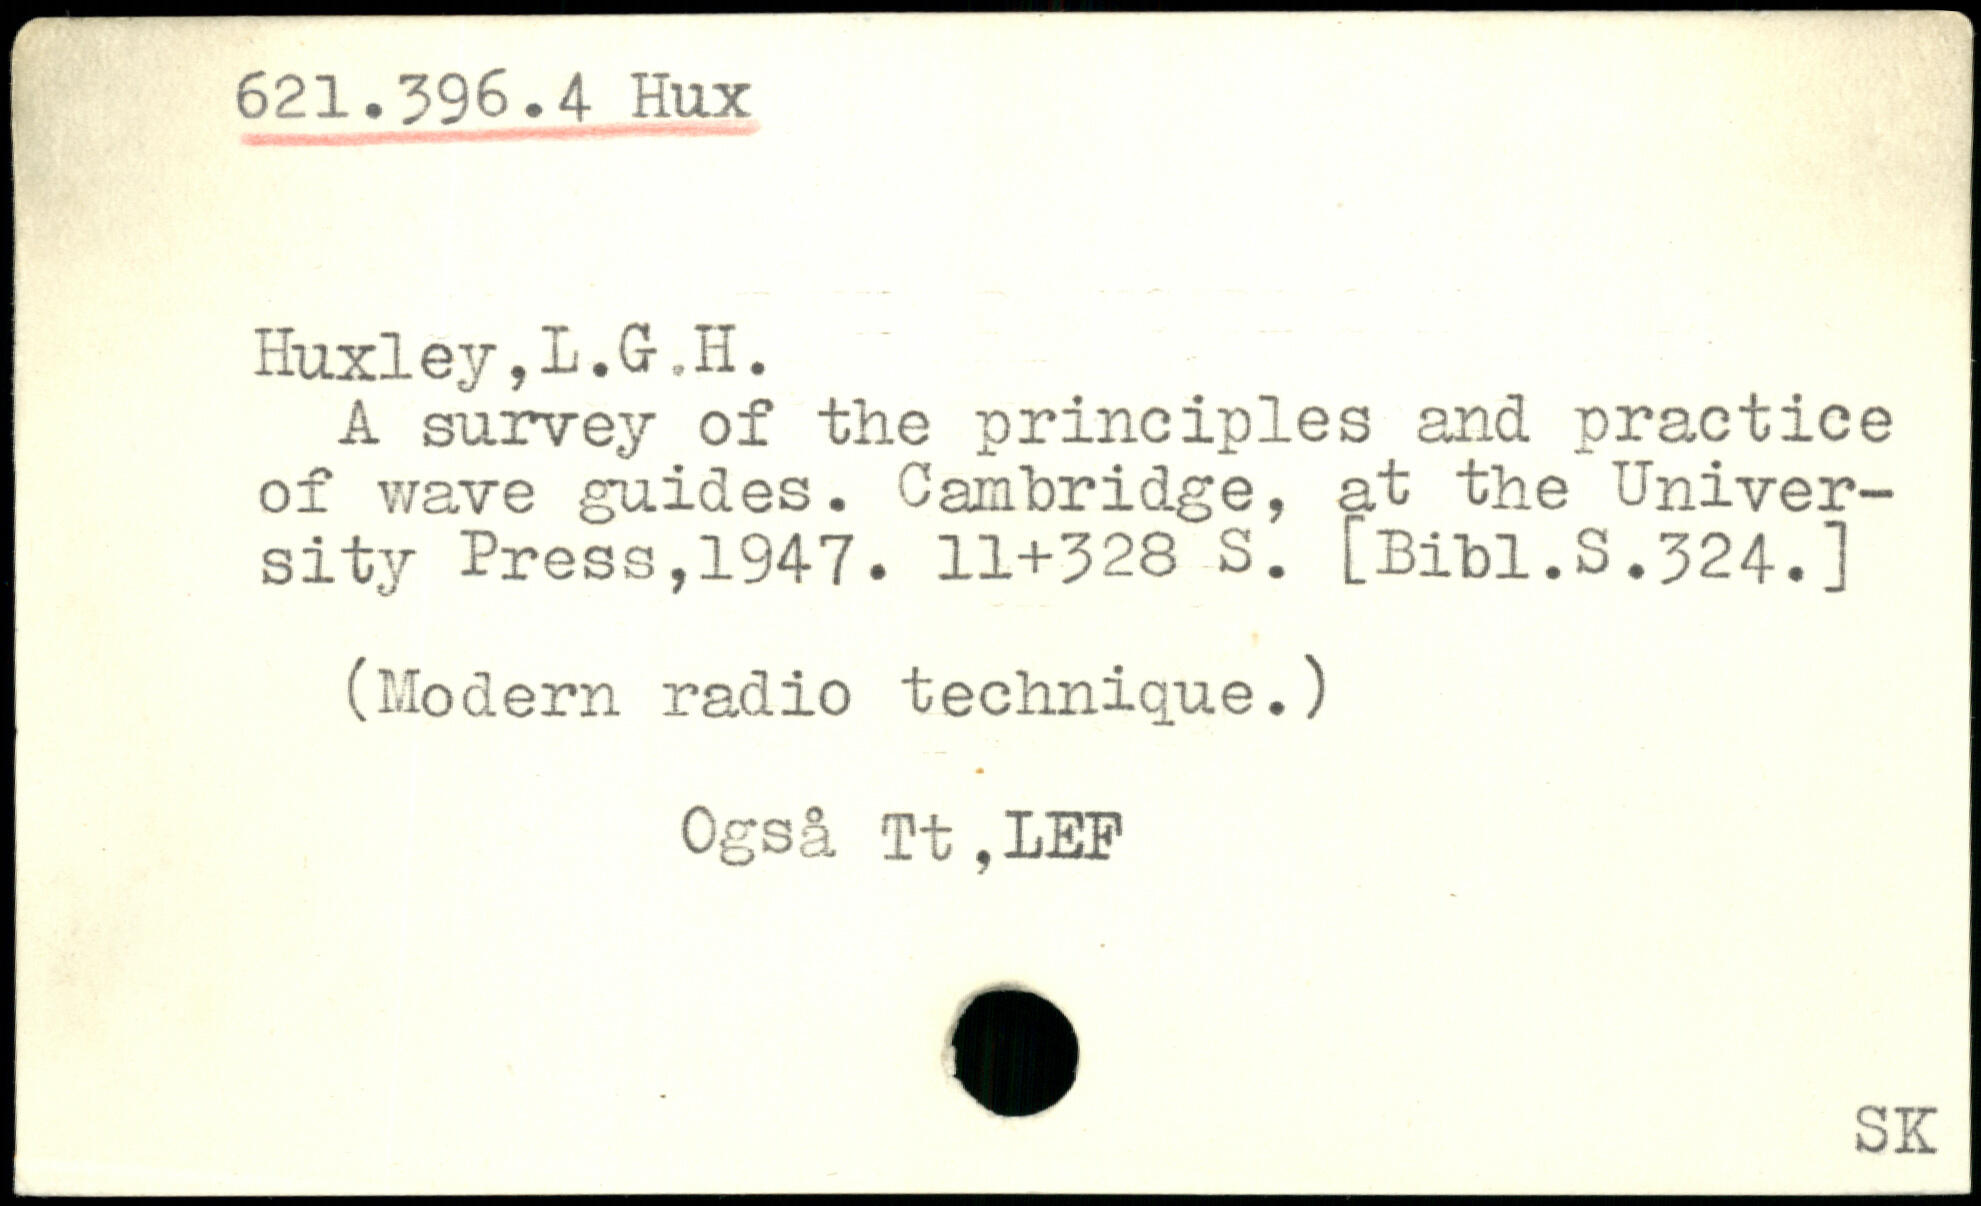 621.396.4 Hux
Huxley,L.G.H.
A survey of the principles and practice
of wave guides. Cambridge, at the Univer-
sity Press,1947. 11+328 S. [Bibl.S.324.]
(Modern radio technique.)
Også Tt,LEF
SK